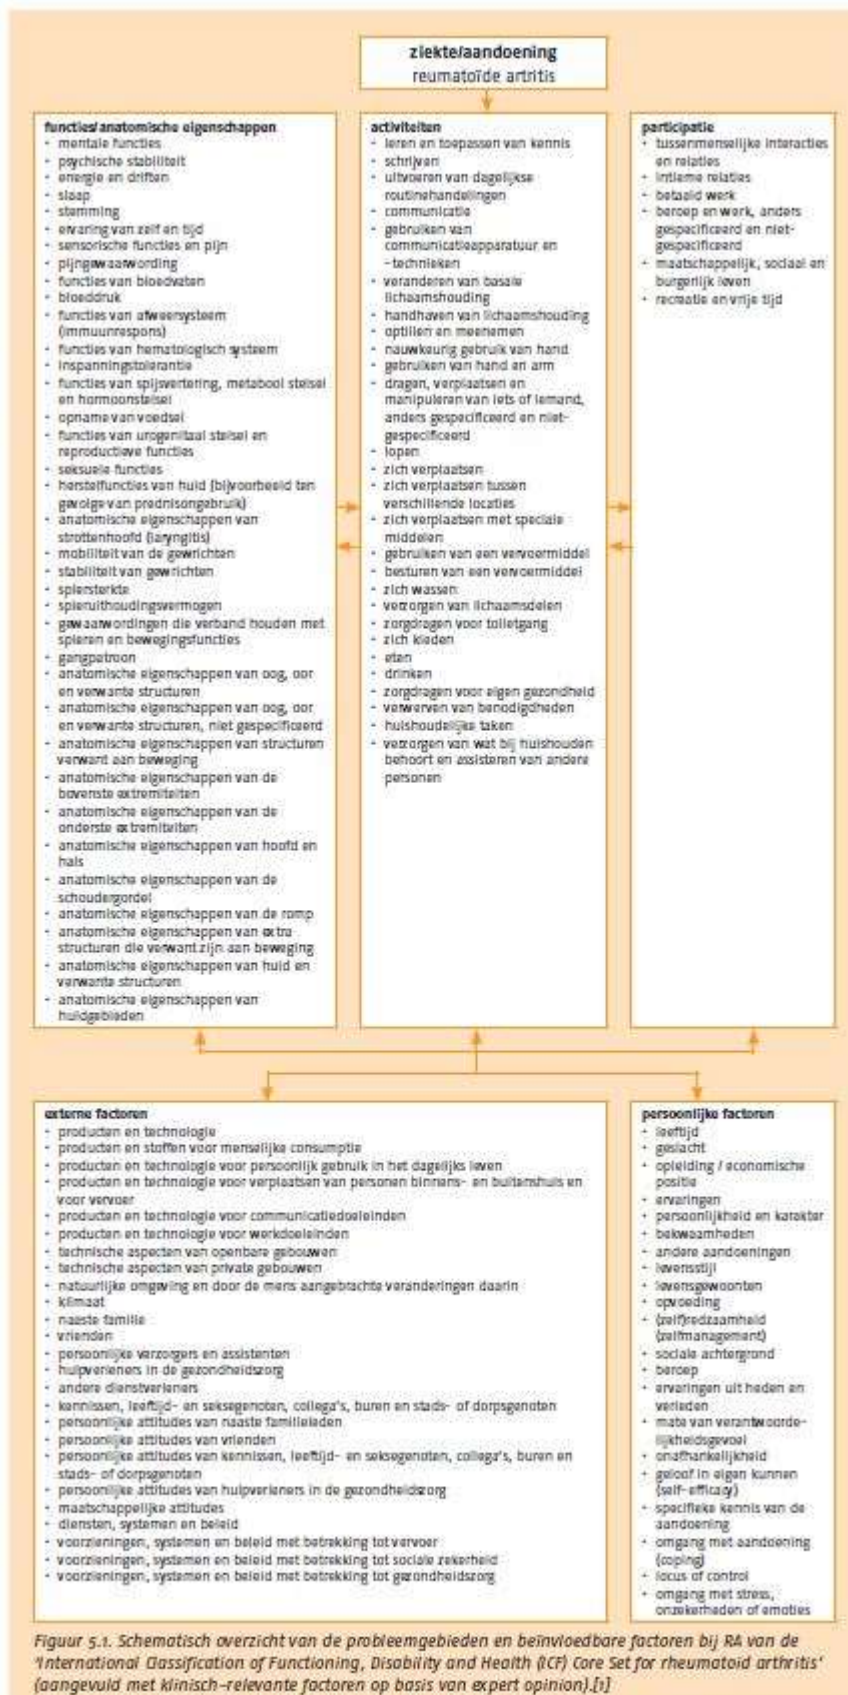 ziekte/aandoening
reumatoïde artritis
functies/anatomische eigenschappen
- mentale functies
- psychische stabiliteit
- energie en driften
- slaap
- stemming
- ervaring van zelf en tijd
- sensorische functies en pijn
- pijngewaarwording
- functies van bloedvaten
- bloeddruk
- functies van afweersysteem
(immuunrespons)
- functies van hematologisch systeem
- inspanningstolerantie
- functies van spijsvertering, metabool stelsel
en hormoonstelsel
- opname van voedsel
- functies van urogenitaal stelsel en
reproductieve functies
- seksuele functies
- herstelfuncties van huid (bijvoorbeeld ten
gevolge van prednisongebruik)
- anatomische eigenschappen van
strottenhoofd (laryngitis)
- mobiliteit van de gewrichten
- stabiliteit van gewrichten
- spiersterkte
- spieruithoudingsvermogen
- gewaarwordingen die verband houden met
spieren en bewegingsfuncties
- gangpatroon
- anatomische eigenschappen van oog, oor
en verwante structuren
- anatomische eigenschappen van oog, oor
en verwante structuren, niet gespecificeerd
- anatomische eigenschappen van structuren
verwant aan beweging
- anatomische eigenschappen van de
bovenste extremiteiten
- anatomische eigenschappen van de
onderste extremiteiten
- anatomische eigenschappen van hoofd en
hals
- anatomische eigenschappen van de
schoudergordel
- anatomische eigenschappen van de romp
- anatomische eigenschappen van extra
structuren die verwant zijn aan beweging
- anatomische eigenschappen van huid en
verwante structuren
- anatomische eigenschappen van
huidgebieden
activiteiten
- leren en toepassen van kennis
- schrijven
- uitvoeren van dagelijkse
routinehandelingen
- communicatie
- gebruiken van
communicatieapparatuur en
-technieken
- veranderen van basale
lichaamshouding
- handhaven van lichaamshouding
- optillen en meenemen
- nauwkeurig gebruik van hand
- gebruiken van hand en arm
- dragen, verplaatsen en
manipuleren van iets of iemand,
anders gespecificeerd en niet-
gespecificeerd
- lopen
- zich verplaatsen
- zich verplaatsen tussen
verschillende locaties
- zich verplaatsen met speciale
middelen
- gebruiken van een vervoermiddel
- besturen van een vervoermiddel
- zich wassen
- verzorgen van lichaamsdelen
- zorgdragen voor toiletgang
- zich kleden
- eten
- drinken
- zorgdragen voor eigen gezondheid
- verwerven van benodigdheden
- huishoudelijke taken
- verzorgen van wat bij huishouden
behoort en assisteren van andere
personen
participatie
- tussenmenselijke interacties
en relaties
- intieme relaties
- betaald werk
- beroep en werk, anders
gespecificeerd en niet-
gespecificeerd
- maatschappelijk, sociaal en
burgerlijk leven
- recreatie en vrije tijd
externe factoren
- producten en technologie
- producten en stoffen voor menselijke consumptie
- producten en technologie voor persoonlijk gebruik in het dagelijks leven
- producten en technologie voor verplaatsen van personen binnens- en buitenshuis en
voor vervoer
- producten en technologie voor communicatiedoeleinden
- producten en technologie voor werkdoeleinden
- technische aspecten van openbare gebouwen
- technische aspecten van private gebouwen
- natuurlijke omgeving en door de mens aangebrachte veranderingen daarin
- klimaat
- naaste familie
- vrienden
- persoonlijke verzorgers en assistenten
- hulpverleners in de gezondheidszorg
- andere dienstverleners
- kennissen, leeftijd- en seksegenoten, collega's, buren en stads- of dorpsgenoten
- persoonlijke attitudes van naaste familieleden
- persoonlijke attitudes van vrienden
- persoonlijke attitudes van kennissen, leeftijd- en seksegenoten, collega's, buren en
stads- of dorpsgenoten
- persoonlijke attitudes van hulpverleners in de gezondheidszorg
- maatschappelijke attitudes
- diensten, systemen en beleid
- voorzieningen, systemen en beleid met betrekking tot vervoer
- voorzieningen, systemen en beleid met betrekking tot sociale zekerheid
- voorzieningen, systemen en beleid met betrekking tot gezondheidszorg
persoonlijke factoren
- leeftijd
- geslacht
- opleiding / economische
positie
- ervaringen
- persoonlijkheid en karakter
- bekwaamheden
- andere aandoeningen
- levensstijl
- levensgewoonten
- opvoeding
- (zelf)redzaamheid
(zelfmanagement)
- sociale achtergrond
- beroep
- ervaringen uit heden en
verleden
- mate van verantwoorde-
lijkheidsgevoel
- onafhankelijkheid
- geloof in eigen kunnen
(self-efficacy)
- specifieke kennis van de
aandoening
- omgang met aandoening
(coping)
- locus of control
- omgang met stress,
onzekerheden of emoties
Figuur 5.1. Schematisch overzicht van de probleemgebieden en beïnvloedbare factoren bij RA van de
'International Classification of Functioning, Disability and Health (ICF) Core Set for rheumatoid arthritis'
(aangevuld met klinisch-relevante factoren op basis van expert opinion).[1]